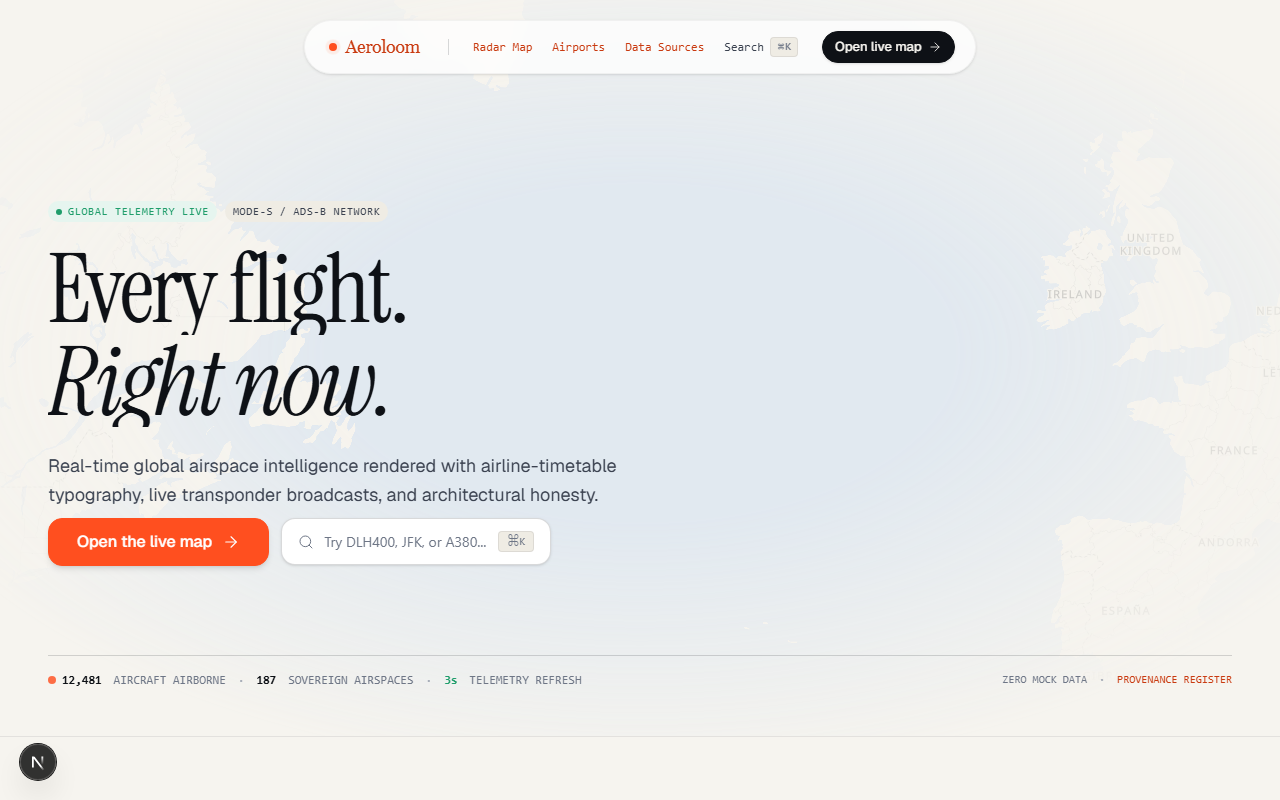 Aeroloom
Radar Map Airports Data Sources Search ⌘K Open live map →
UNITED
KINGDOM
IRELAND
GLOBAL TELEMETRY LIVE MODE-S / ADS-B NETWORK
Every flight.
Right now.
Real-time global airspace intelligence rendered with airline-timetable
typography, live transponder broadcasts, and architectural honesty.
Open the live map → Try DLH400, JFK, or A380... ⌘K
FRANCE
ANDORRA
ESPAÑA
12,481 AIRCRAFT AIRBORNE · 187 SOVEREIGN AIRSPACES · 3s TELEMETRY REFRESH
ZERO MOCK DATA · PROVENANCE REGISTER
N